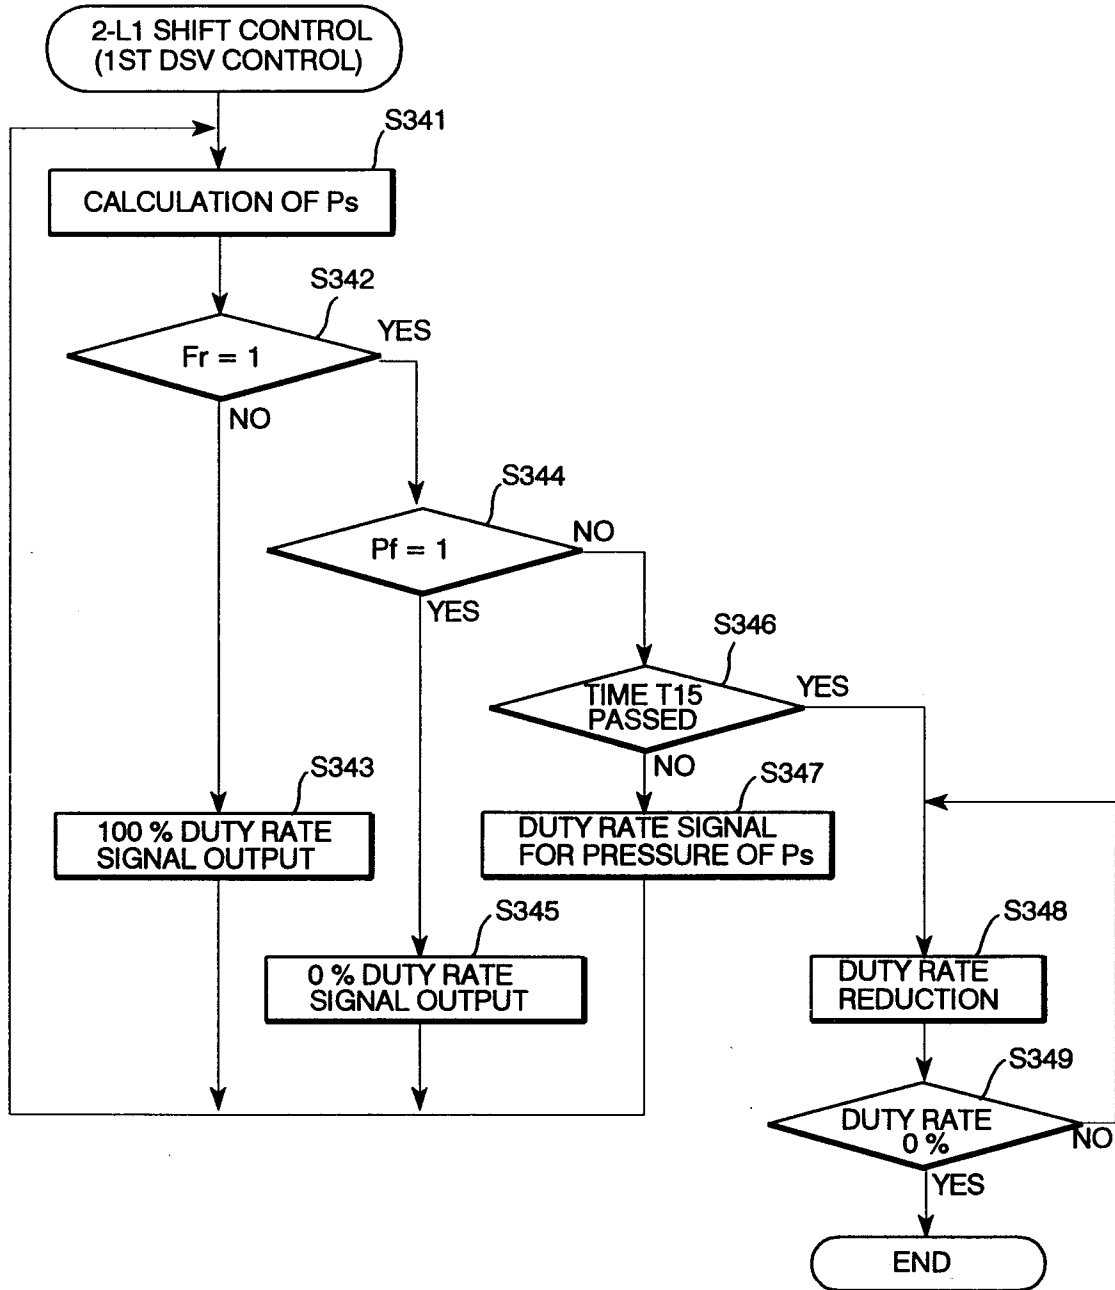 2-L1 SHIFT CONTROL
(1ST DSV CONTROL)
S341
CALCULATION OF Ps
S342
Fr = 1
YES
NO
S344
Pf = 1
NO
YES
S346
TIME T15
PASSED
YES
NO
S343
100 % DUTY RATE
SIGNAL OUTPUT
S347
DUTY RATE SIGNAL
FOR PRESSURE OF Ps
S345
0 % DUTY RATE
SIGNAL OUTPUT
S348
DUTY RATE
REDUCTION
S349
DUTY RATE
0 %
NO
YES
END